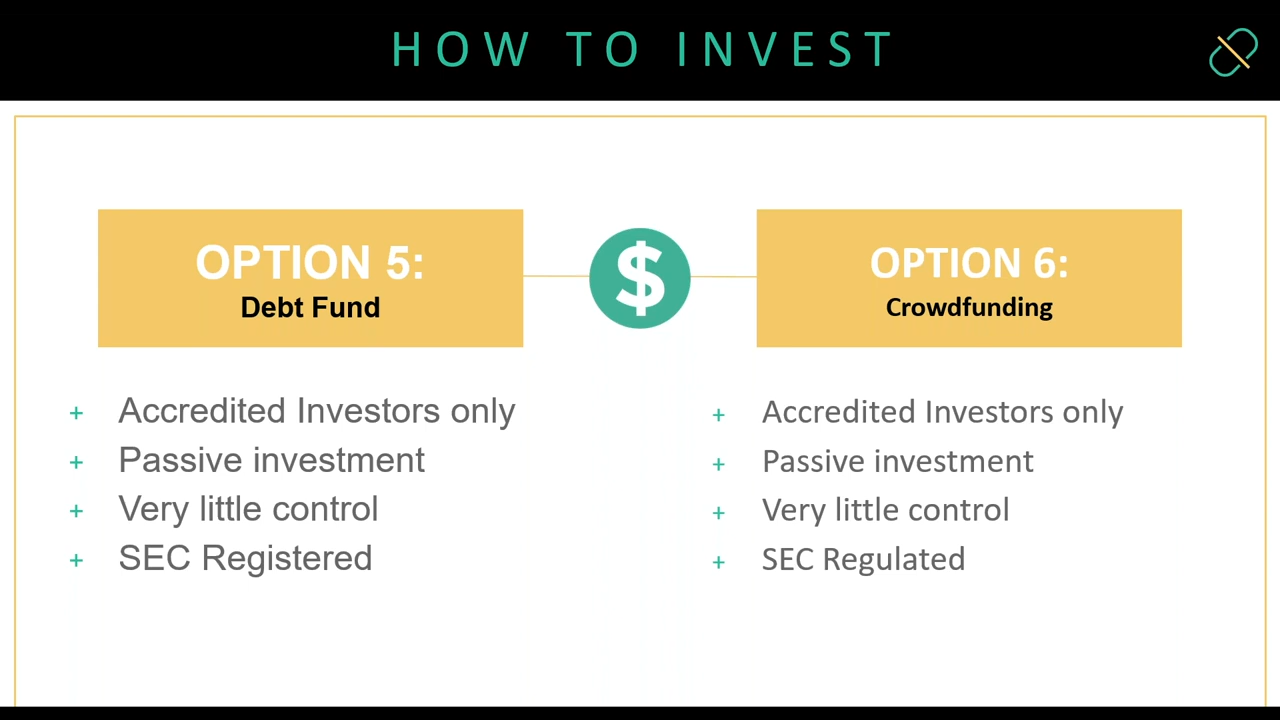 HOW TO INVEST
OPTION 5:
Debt Fund
$
OPTION 6:
Crowdfunding
+ Accredited Investors only
+ Passive investment
+ Very little control
+ SEC Registered
+ Accredited Investors only
+ Passive investment
+ Very little control
+ SEC Regulated